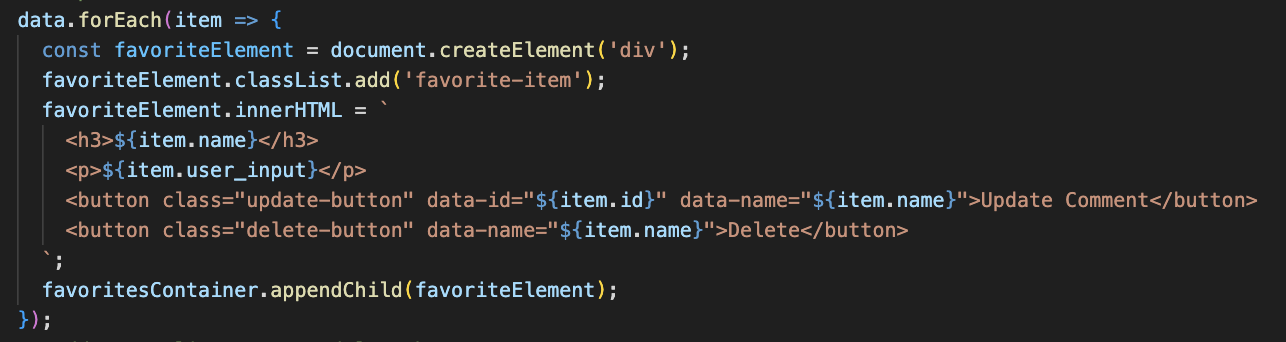 data.forEach(item => {
const favoriteElement = document.createElement('div');
favoriteElement.classList.add('favorite-item');
favoriteElement.innerHTML = `
<h3>${item.name}</h3>
<p>${item.user_input}</p>
<button class="update-button" data-id="${item.id}" data-name="${item.name}">Update Comment</button>
<button class="delete-button" data-name="${item.name}">Delete</button>
`;
favoritesContainer.appendChild(favoriteElement);
});